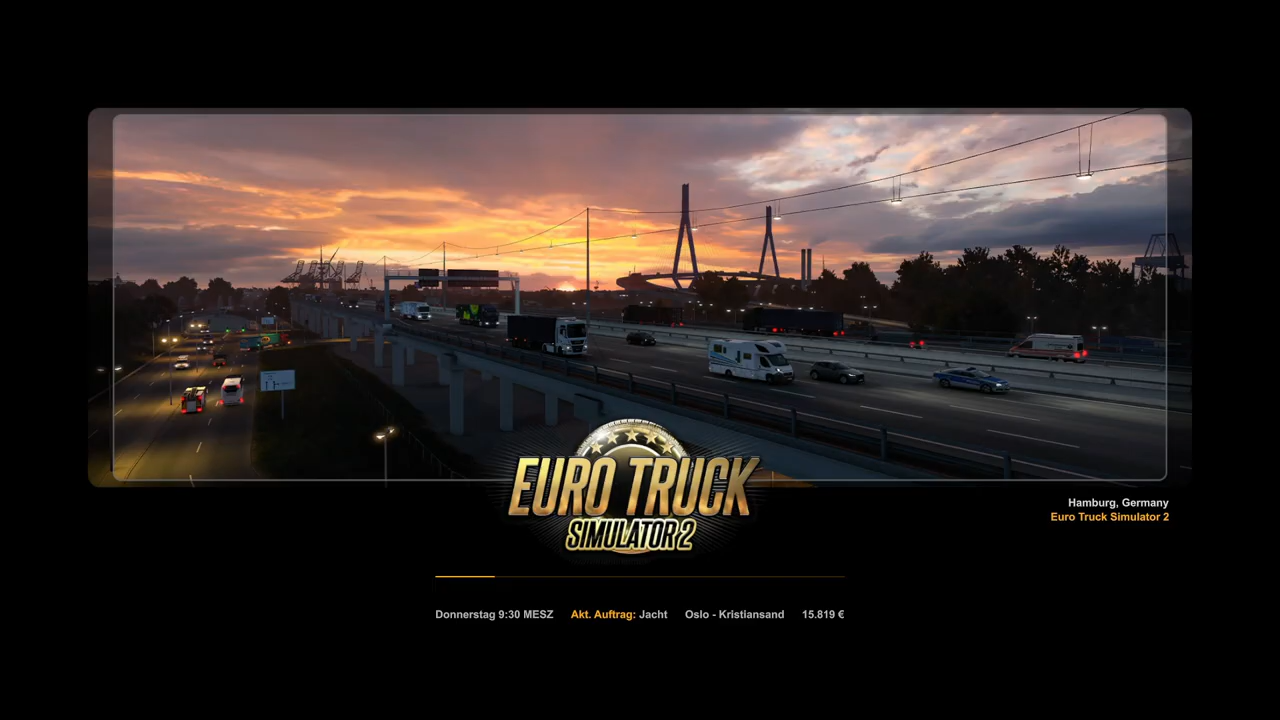 EURO TRUCK
SIMULATOR 2
Hamburg, Germany
Euro Truck Simulator 2
Donnerstag 9:30 MESZ Akt. Auftrag: Jacht Oslo - Kristiansand 15.819 €